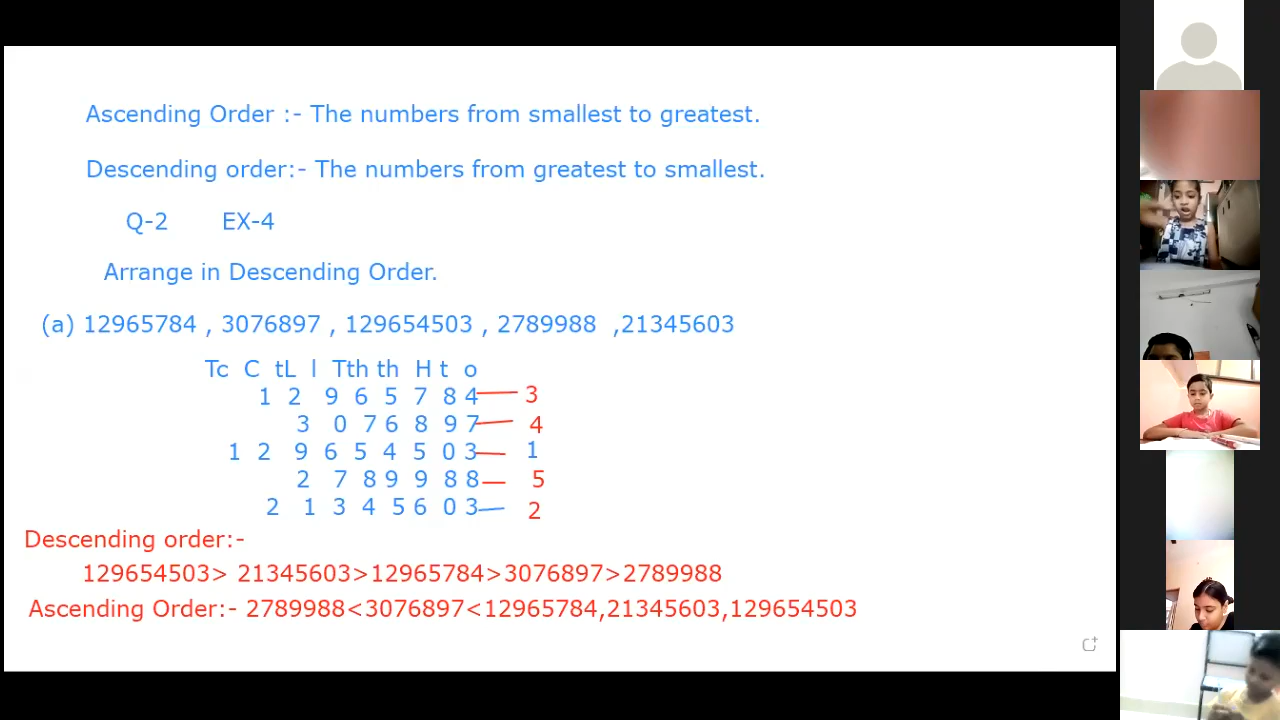 Ascending Order :- The numbers from smallest to greatest.
Descending order:- The numbers from greatest to smallest.
Q-2 EX-4
Arrange in Descending Order.
(a) 12965784 , 3076897 , 129654503 , 2789988 ,21345603
Tc C tL l Tth th H t o
1 2 9 6 5 7 8 4 — 3
3 0 7 6 8 9 7 — 4
1 2 9 6 5 4 5 0 3 — 1
2 7 8 9 9 8 8 — 5
2 1 3 4 5 6 0 3 — 2
Descending order:-
129654503> 21345603>12965784>3076897>2789988
Ascending Order:- 2789988<3076897<12965784,21345603,129654503